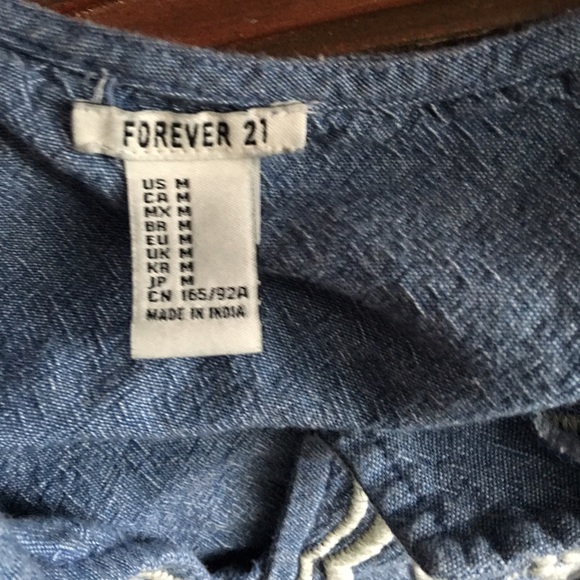 FOREVER 21
US M
CA M
MX M
BR M
EU M
UK M
KR M
JP M
CN 165/92A
MADE IN INDIA